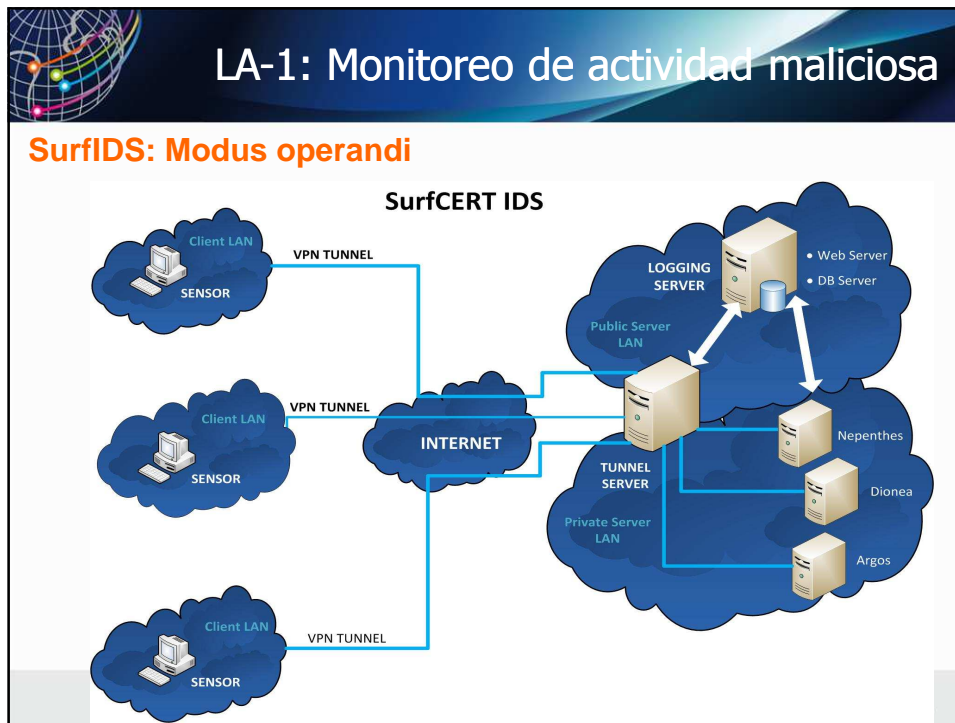 LA-1: Monitoreo de actividad maliciosa
SurfIDS: Modus operandi
SurfCERT IDS
Client LAN
SENSOR
VPN TUNNEL
Client LAN
SENSOR
VPN TUNNEL
Client LAN
SENSOR
VPN TUNNEL
INTERNET
LOGGING
SERVER
• Web Server
• DB Server
Public Server
LAN
TUNNEL
SERVER
Private Server
LAN
Nepenthes
Dionea
Argos